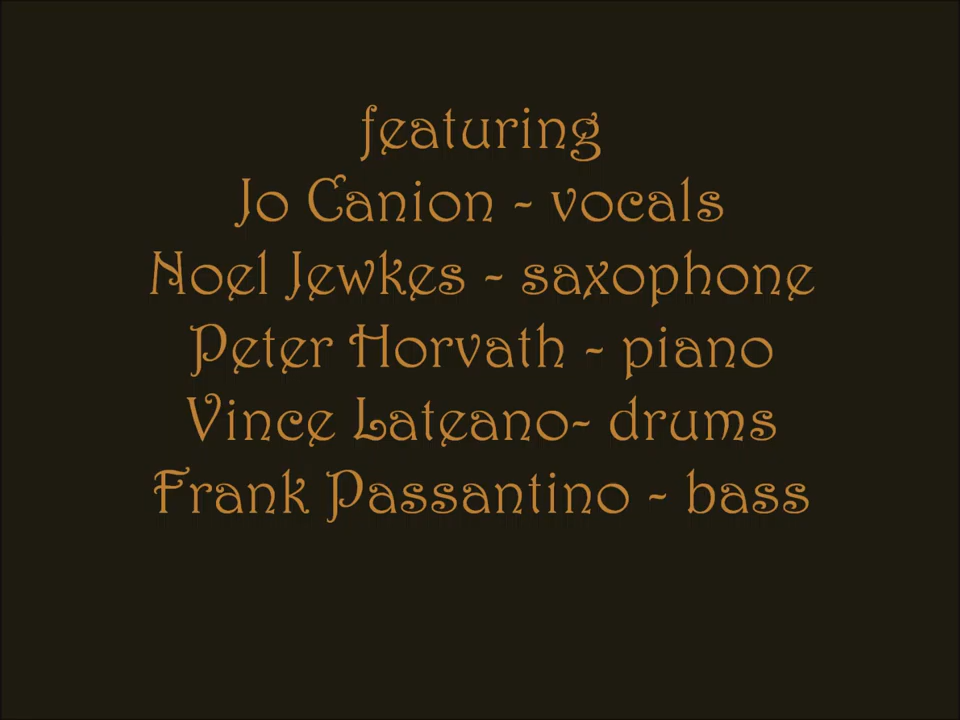 featuring
Jo Canion - vocals
Noel Jewkes - saxophone
Peter Horvath - piano
Vince Lateano- drums
Frank Passantino - bass